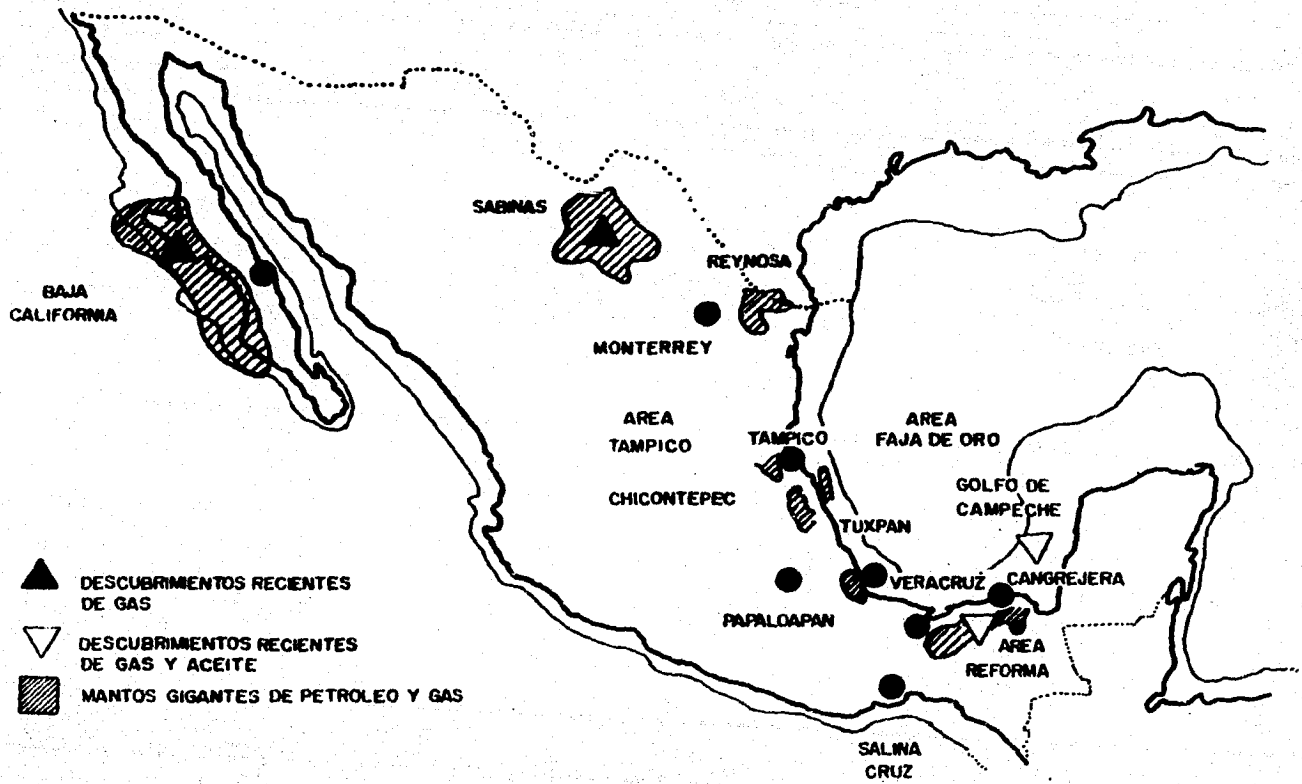 SABINAS
REYNOSA
BAJA
CALIFORNIA
MONTERREY
AREA
TAMPICO
TAMPICO
AREA
FAJA DE ORO
CHICONTEPEC
GOLFO DE
CAMPECHE
TUXPAN
VERACRUZ
CANGREJERA
PAPALOAPAN
AREA
REFORMA
SALINA
CRUZ
DESCUBRIMIENTOS RECIENTES
DE GAS
DESCUBRIMIENTOS RECIENTES
DE GAS Y ACEITE
MANTOS GIGANTES DE PETROLEO Y GAS